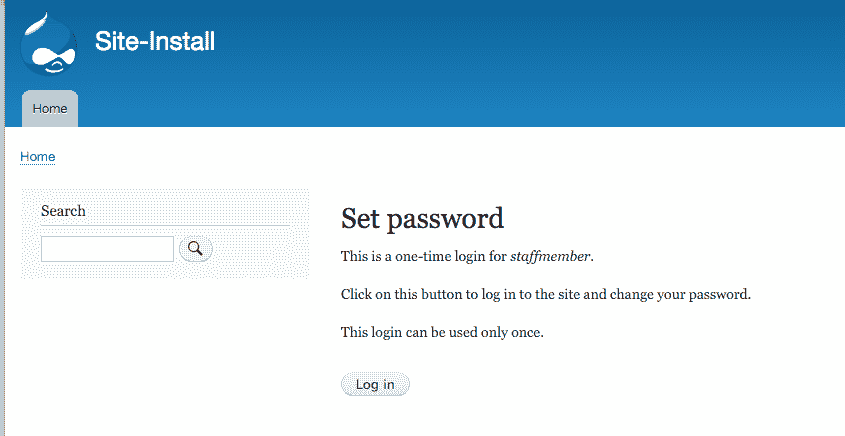 Site-Install
Home
Home
Search
Set password
This is a one-time login for staffmember.
Click on this button to log in to the site and change your password.
This login can be used only once.
Log in